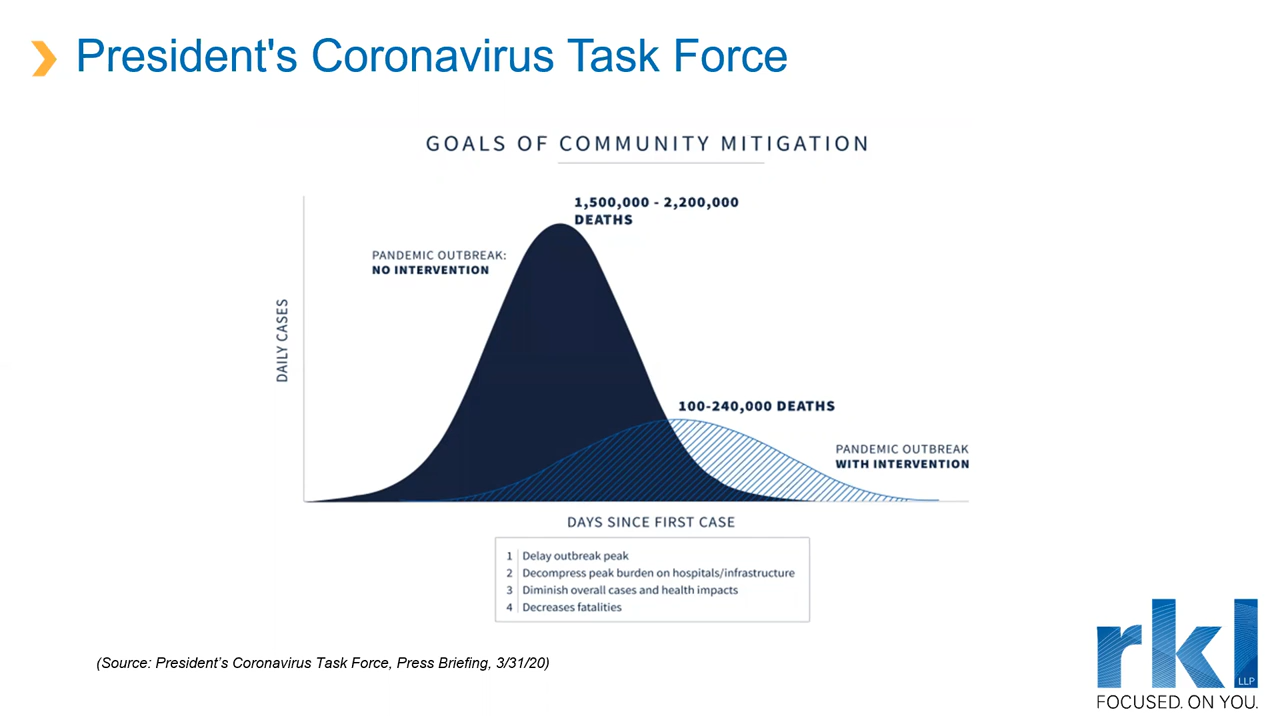 President's Coronavirus Task Force
GOALS OF COMMUNITY MITIGATION
1,500,000 - 2,200,000
DEATHS
PANDEMIC OUTBREAK:
NO INTERVENTION
DAILY CASES
100-240,000 DEATHS
PANDEMIC OUTBREAK
WITH INTERVENTION
DAYS SINCE FIRST CASE
1 Delay outbreak peak
2 Decompress peak burden on hospitals/infrastructure
3 Diminish overall cases and health impacts
4 Decreases fatalities
(Source: President’s Coronavirus Task Force, Press Briefing, 3/31/20)
rkl
LLP
FOCUSED. ON YOU.